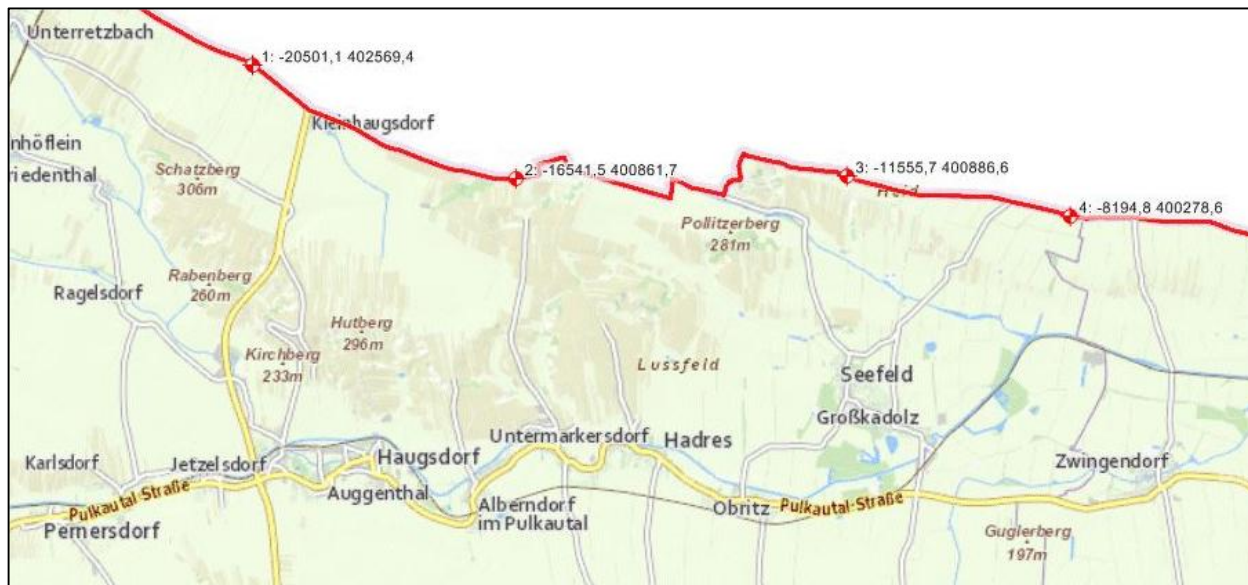 Unterretzbach
1: -20501,1 402569,4
Kleinhaugsdorf
nhöflein
riedenthal
Schatzberg
306m
2: -16541,5 400861,7
3: -11555,7 400886,6
Heid
4: -8194,8 400278,6
Pollitzerberg
281m
Rabenberg
260m
Ragelsdorf
Hutberg
296m
Kirchberg
233m
Lussfeld
Seefeld
Großkadolz
Untermarkersdorf
Hadres
Karlsdorf
Jetzelsdorf
Haugsdorf
Auggenthal
Zwingendorf
Pulkautal-Straße
Pernersdorf
Alberndorf
im Pulkautal
Obritz
Pulkautal-Straße
Guglerberg
197m